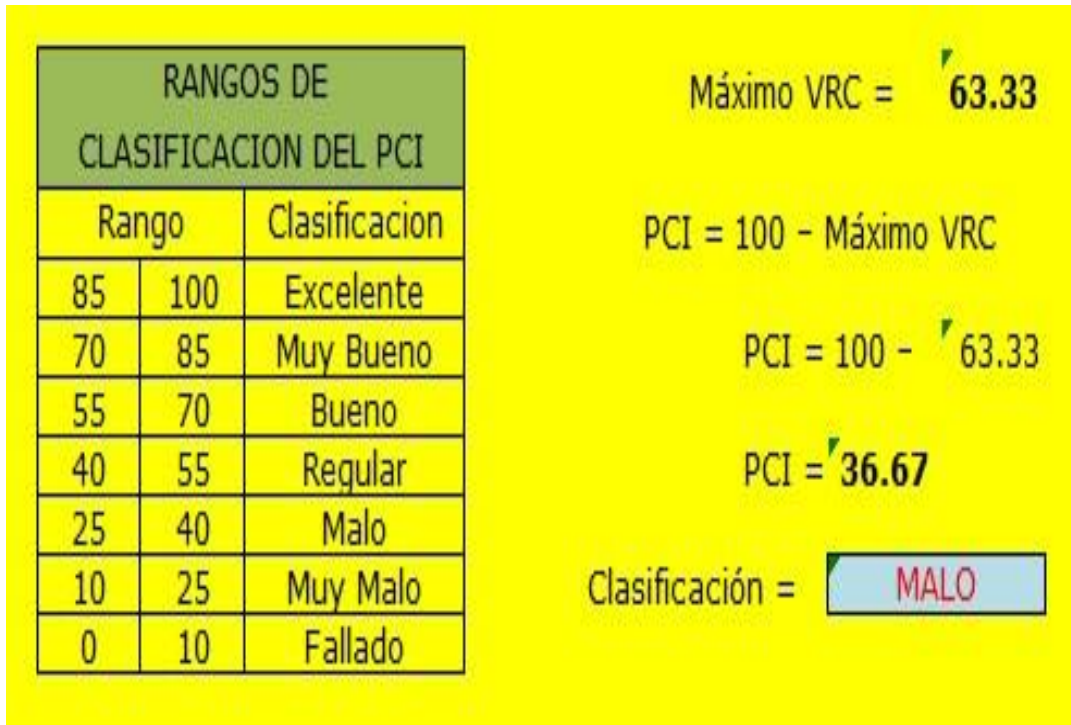 RANGOS DE
CLASIFICACION DEL PCI
Rango Clasificacion
85 100 Excelente
70 85 Muy Bueno
55 70 Bueno
40 55 Regular
25 40 Malo
10 25 Muy Malo
0 10 Fallado
Máximo VRC = 63.33
PCI = 100 - Máximo VRC
PCI = 100 - 63.33
PCI = 36.67
Clasificación = MALO